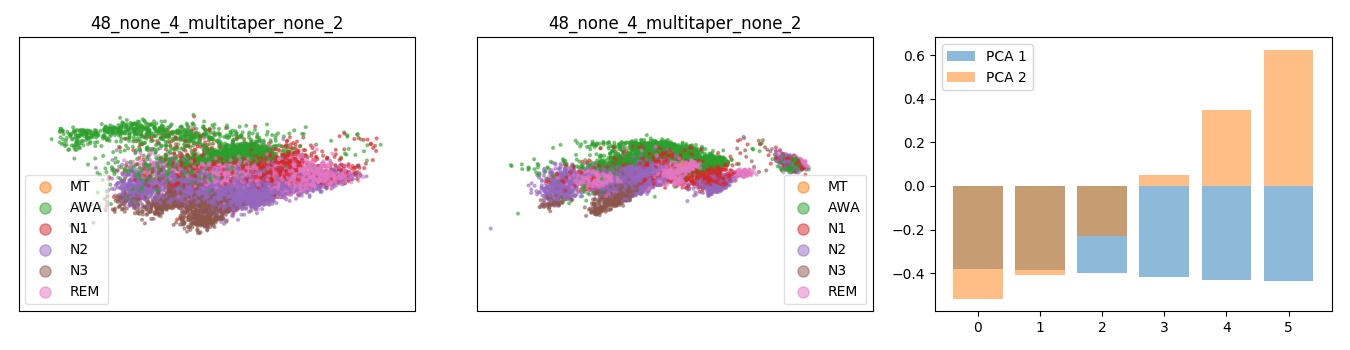 48_none_4_multitaper_none_2
MT
AWA
N1
N2
N3
REM
48_none_4_multitaper_none_2
MT
AWA
N1
N2
N3
REM
PCA 1
PCA 2
0.6
0.4
0.2
0.0
−0.2
−0.4
0 1 2 3 4 5